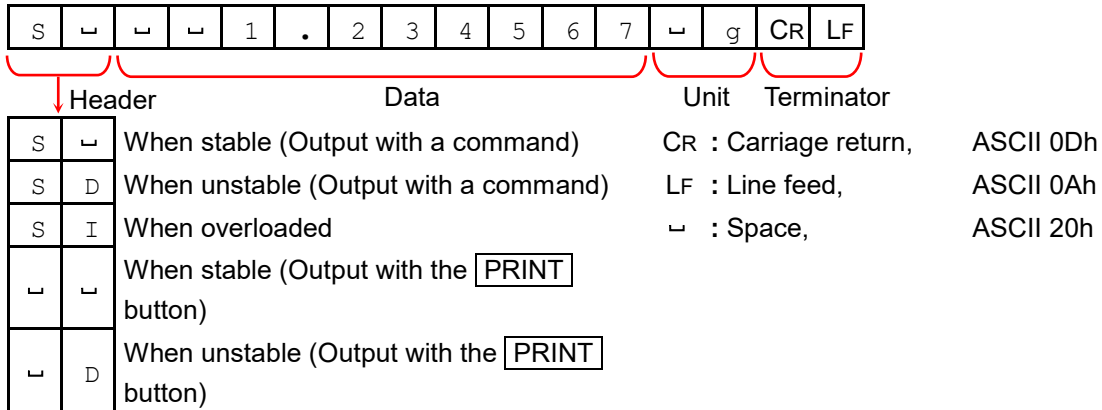 S ⎵ ⎵ ⎵ 1 . 2 3 4 5 6 7 ⎵ g CR LF
Header Data Unit Terminator
S ⎵ When stable (Output with a command) CR : Carriage return, ASCII 0Dh
S D When unstable (Output with a command) LF : Line feed, ASCII 0Ah
S I When overloaded ⎵ : Space, ASCII 20h
⎵ ⎵ When stable (Output with the PRINT
button)
⎵ D When unstable (Output with the PRINT
button)